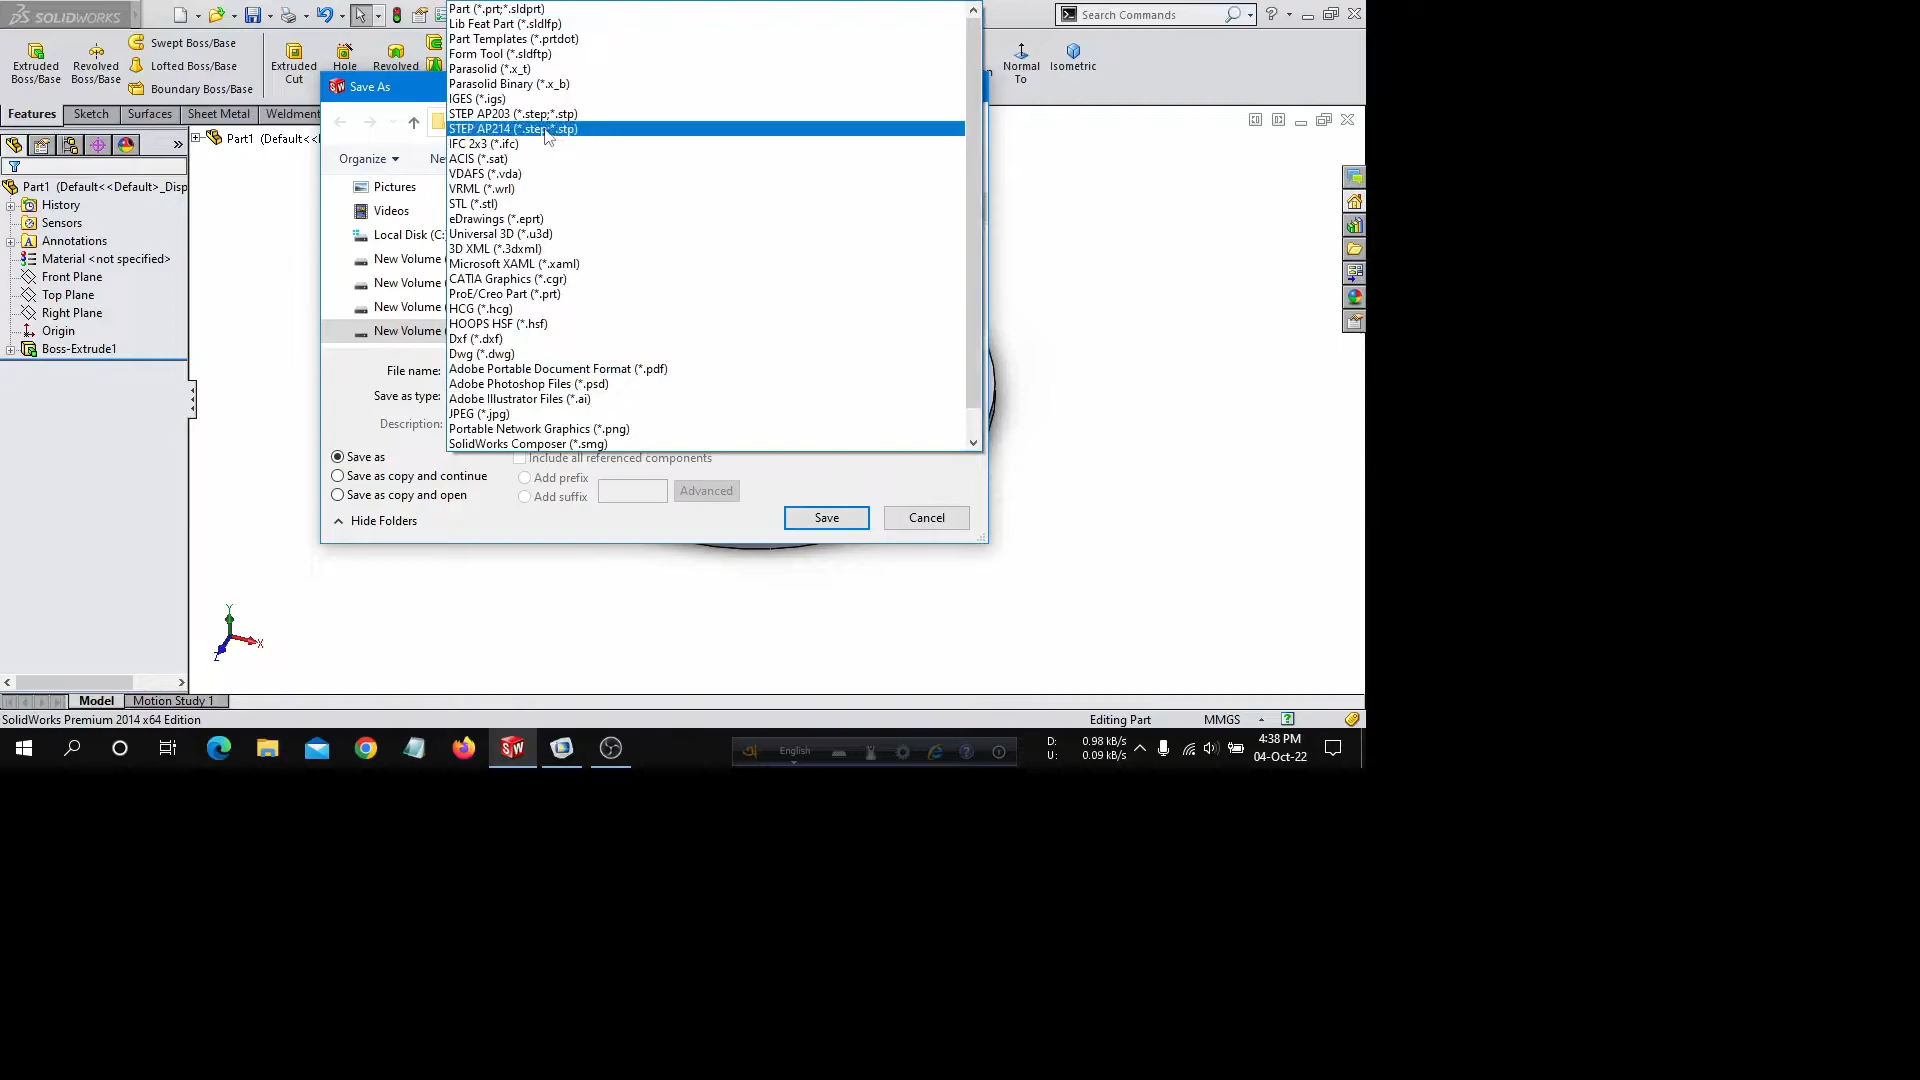 SOLIDWORKS
Search Commands
Extruded Boss/Base
Revolved Boss/Base
Swept Boss/Base
Lofted Boss/Base
Boundary Boss/Base
Extruded Cut
Hole
Revolved
Normal To
Isometric
Features
Sketch
Surfaces
Sheet Metal
Weldment
Part1 (Default<<Default>_Disp
History
Sensors
Annotations
Material <not specified>
Front Plane
Top Plane
Right Plane
Origin
Boss-Extrude1
Part1 (Default<<
Save As
Organize
Ne
Pictures
Videos
Local Disk (C:
New Volume (
New Volume (
New Volume (
New Volume (
File name:
Save as type:
Description:
Part (*.prt;*.sldprt)
Lib Feat Part (*.sldlfp)
Part Templates (*.prtdot)
Form Tool (*.sldftp)
Parasolid (*.x_t)
Parasolid Binary (*.x_b)
IGES (*.igs)
STEP AP203 (*.step;*.stp)
STEP AP214 (*.step;*.stp)
IFC 2x3 (*.ifc)
ACIS (*.sat)
VDAFS (*.vda)
VRML (*.wrl)
STL (*.stl)
eDrawings (*.eprt)
Universal 3D (*.u3d)
3D XML (*.3dxml)
Microsoft XAML (*.xaml)
CATIA Graphics (*.cgr)
ProE/Creo Part (*.prt)
HCG (*.hcg)
HOOPS HSF (*.hsf)
Dxf (*.dxf)
Dwg (*.dwg)
Adobe Portable Document Format (*.pdf)
Adobe Photoshop Files (*.psd)
Adobe Illustrator Files (*.ai)
JPEG (*.jpg)
Portable Network Graphics (*.png)
SolidWorks Composer (*.smg)
Save as
Save as copy and continue
Save as copy and open
Include all referenced components
Add prefix
Add suffix
Advanced
Hide Folders
Save
Cancel
Y
X
Z
Model
Motion Study 1
SolidWorks Premium 2014 x64 Edition
Editing Part
MMGS
English
D: 0.98 kB/s
U: 0.09 kB/s
4:38 PM
04-Oct-22